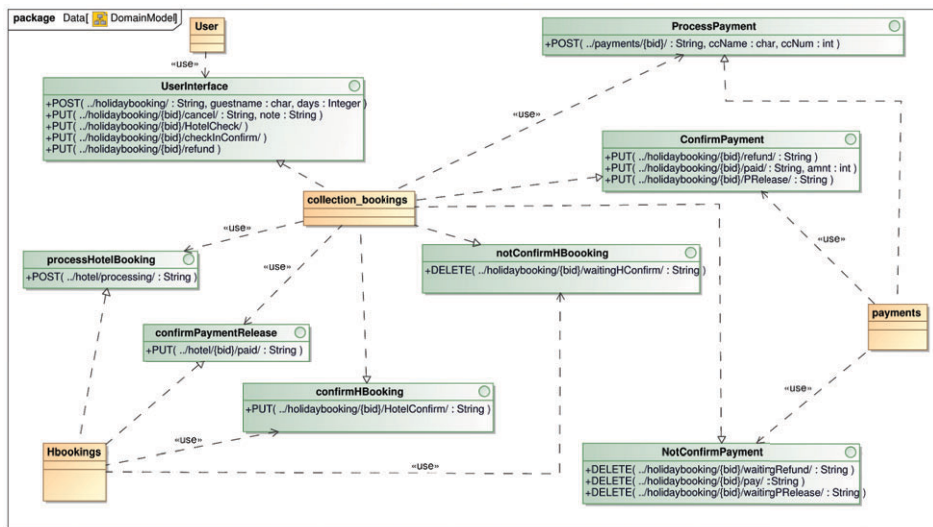 package Data[ DomainModel]
User
«use»
ProcessPayment
+POST( ../payments/{bid}/ : String, ccName : char, ccNum : int )
UserInterface
+POST( ../holidaybooking/ : String, guestname : char, days : Integer )
+PUT( ../holidaybooking/{bid}/cancel/ : String, note : String )
+PUT( ../holidaybooking/{bid}/HotelCheck/ )
+PUT( ../holidaybooking/{bid}/checkInConfirm/ )
+PUT( ../holidaybooking/{bid}/refund
«use»
ConfirmPayment
+PUT( ../holidaybooking/{bid}/refund/ : String )
+PUT( ../holidaybooking/{bid}/paid/ : String, amnt : int )
+PUT( ../holidaybooking/{bid}/PRelease/ : String )
collection_bookings
«use»
«use»
«use»
processHotelBooking
+POST( ../hotel/processing/ : String )
notConfirmHBoooking
+DELETE( ../holidaybooking/{bid}/waitingHConfirm/ : String )
payments
confirmPaymentRelease
+PUT( ../hotel/{bid}/paid/ : String )
confirmHBooking
+PUT( ../holidaybooking/{bid}/HotelConfirm/ : String )
«use»
«use»
Hbookings
«use»
NotConfirmPayment
+DELETE( ../holidaybooking/{bid}/waitingRefund/ : String )
+DELETE( ../holidaybooking/{bid}/pay/ : String )
+DELETE( ../holidaybooking/{bid}/waitingPRelease/ : String )